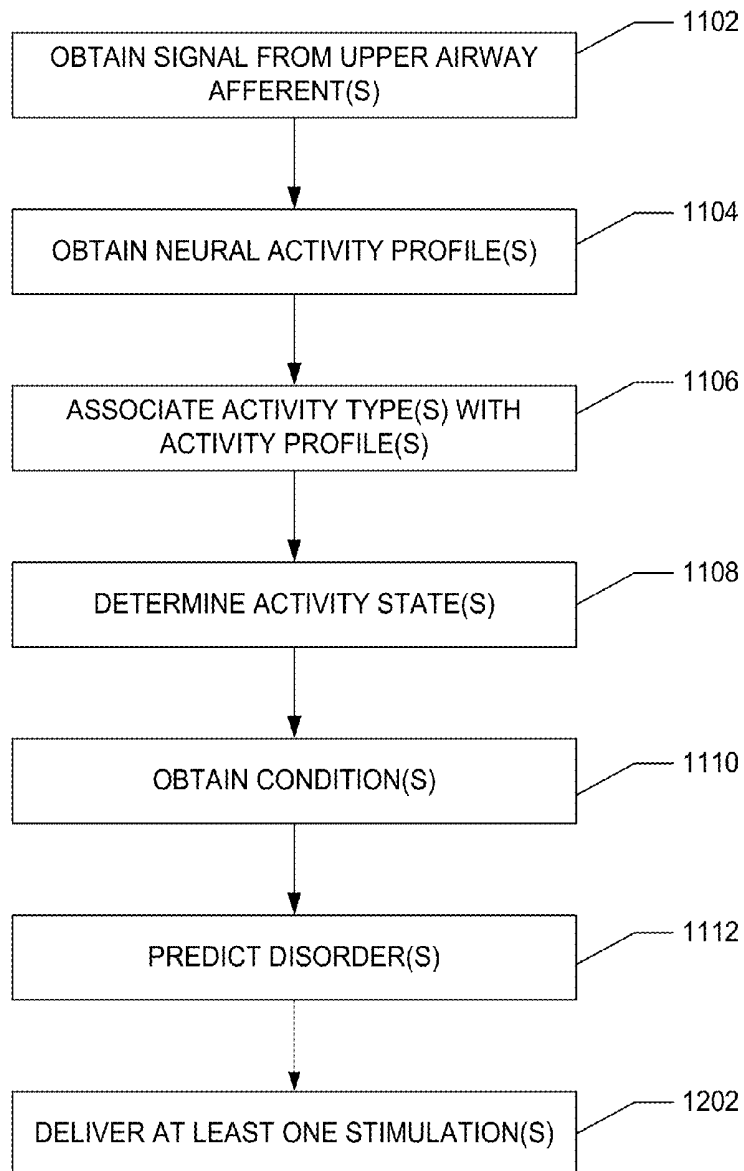 1102
OBTAIN SIGNAL FROM UPPER AIRWAY
AFFERENT(S)
1104
OBTAIN NEURAL ACTIVITY PROFILE(S)
1106
ASSOCIATE ACTIVITY TYPE(S) WITH
ACTIVITY PROFILE(S)
1108
DETERMINE ACTIVITY STATE(S)
1110
OBTAIN CONDITION(S)
1112
PREDICT DISORDER(S)
1202
DELIVER AT LEAST ONE STIMULATION(S)